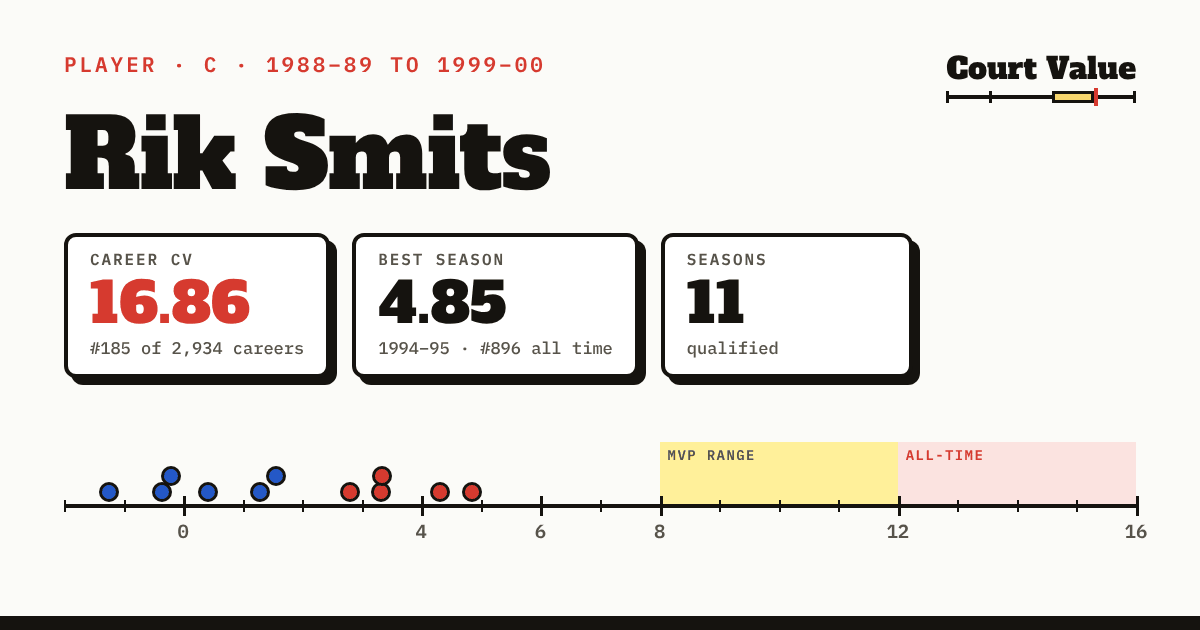 PLAYER · C · 1988–89 TO 1999–00
Court Value
Rik Smits
CAREER CV
16.86
#185 of 2,934 careers
BEST SEASON
4.85
1994–95 · #896 all time
SEASONS
11
qualified
MVP RANGE
ALL-TIME
0
4
6
8
12
16